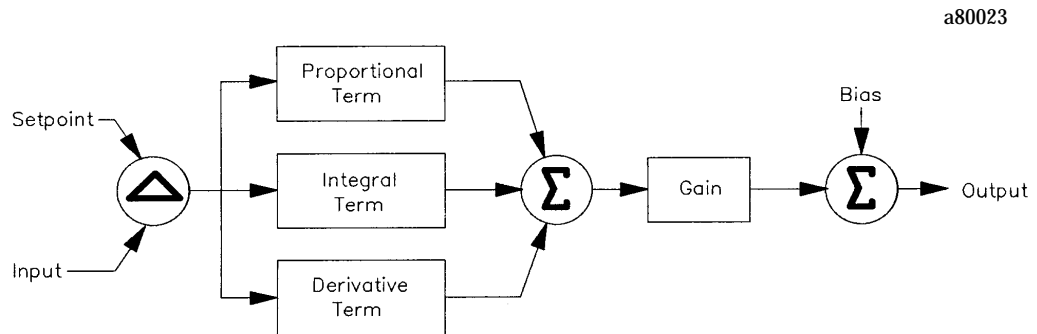 a80023
Proportional
Term
Bias
Setpoint
Integral
Term
Σ
Gain
Σ
Output
Input
Derivative
Term